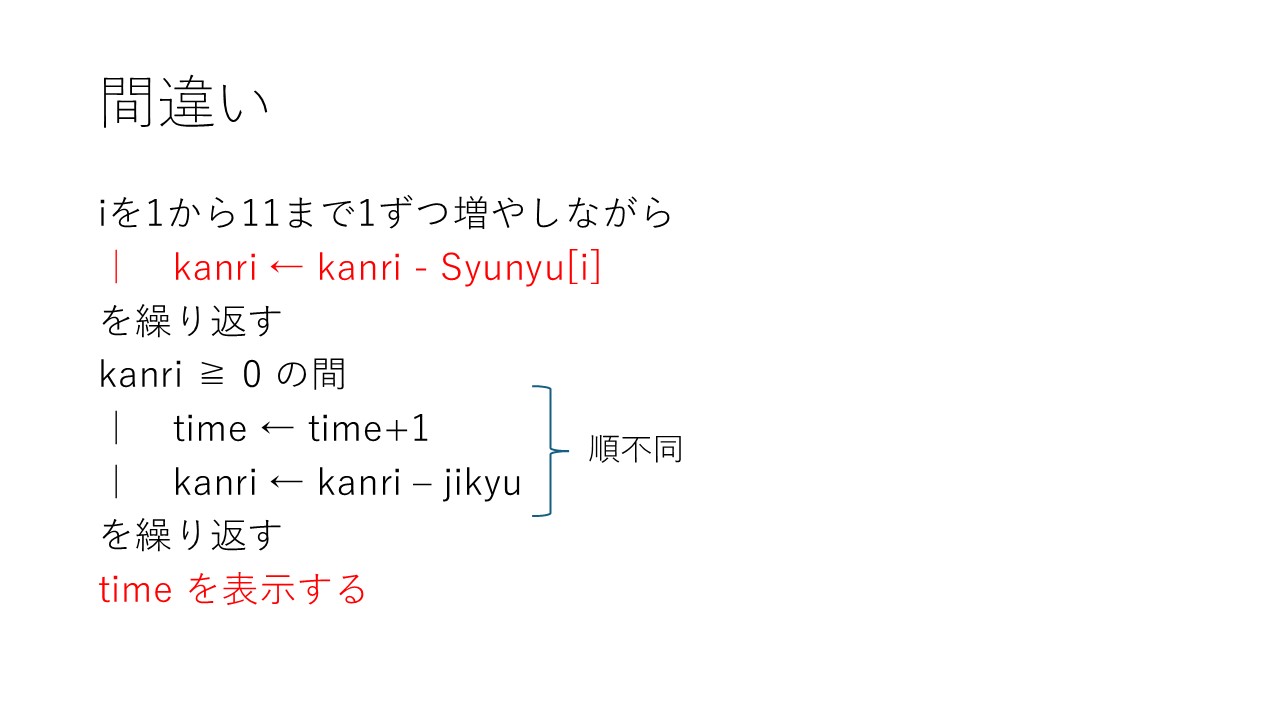 間違い
iを1から11まで1ずつ増やしながら
｜　kanri ← kanri - Syunyu[i]
を繰り返す
kanri ≧ 0 の間
｜　time ← time+1
｜　kanri ← kanri – jikyu
順不同
を繰り返す
time を表示する